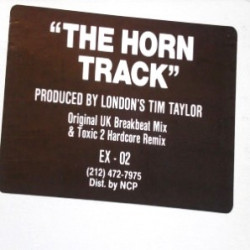 "THE HORN
TRACK"
PRODUCED BY LONDON'S TIM TAYLOR
Original UK Breakbeat Mix
& Toxic 2 Hardcore Remix
EX - 02
(212) 472-7975
Dist. by NCP